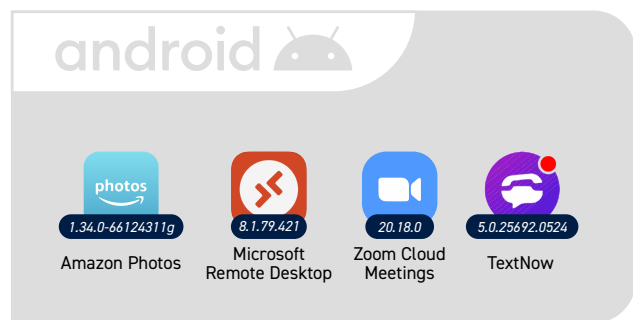 android
photos
1.34.0-66124311g
Amazon Photos
8.1.79.421
Microsoft
Remote Desktop
20.18.0
Zoom Cloud
Meetings
5.0.25692.0524
TextNow